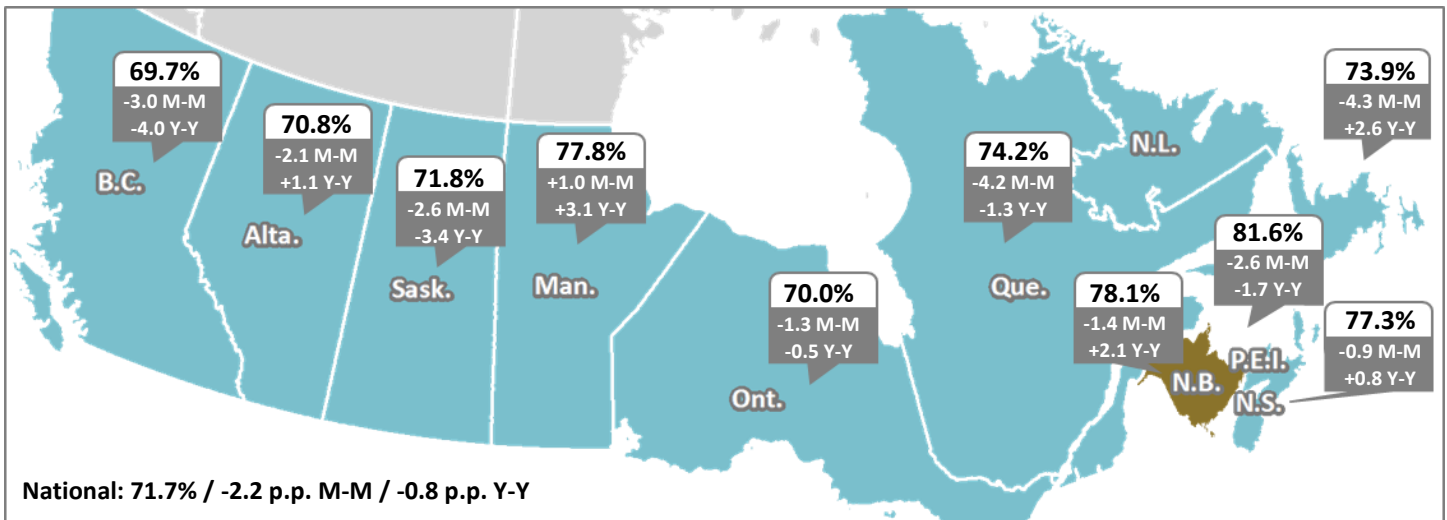 69.7%
-3.0 M-M
-4.0 Y-Y
B.C.
70.8%
-2.1 M-M
+1.1 Y-Y
Alta.
71.8%
-2.6 M-M
-3.4 Y-Y
Sask.
77.8%
+1.0 M-M
+3.1 Y-Y
Man.
70.0%
-1.3 M-M
-0.5 Y-Y
Ont.
74.2%
-4.2 M-M
-1.3 Y-Y
Que.
N.L.
73.9%
-4.3 M-M
+2.6 Y-Y
78.1%
-1.4 M-M
+2.1 Y-Y
N.B.
81.6%
-2.6 M-M
-1.7 Y-Y
P.E.I.
77.3%
-0.9 M-M
+0.8 Y-Y
N.S.
National: 71.7% / -2.2 p.p. M-M / -0.8 p.p. Y-Y